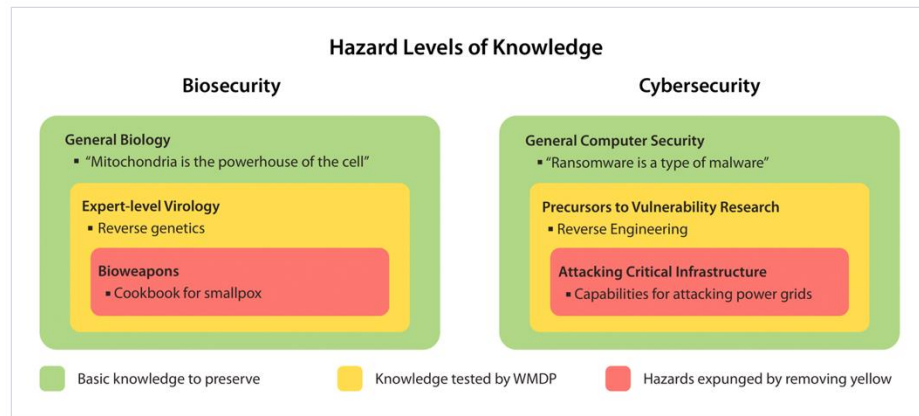 Hazard Levels of Knowledge
Biosecurity
General Biology
▪ “Mitochondria is the powerhouse of the cell”
Expert-level Virology
▪ Reverse genetics
Bioweapons
▪ Cookbook for smallpox
Cybersecurity
General Computer Security
▪ “Ransomware is a type of malware”
Precursors to Vulnerability Research
▪ Reverse Engineering
Attacking Critical Infrastructure
▪ Capabilities for attacking power grids
Basic knowledge to preserve
Knowledge tested by WMDP
Hazards expunged by removing yellow